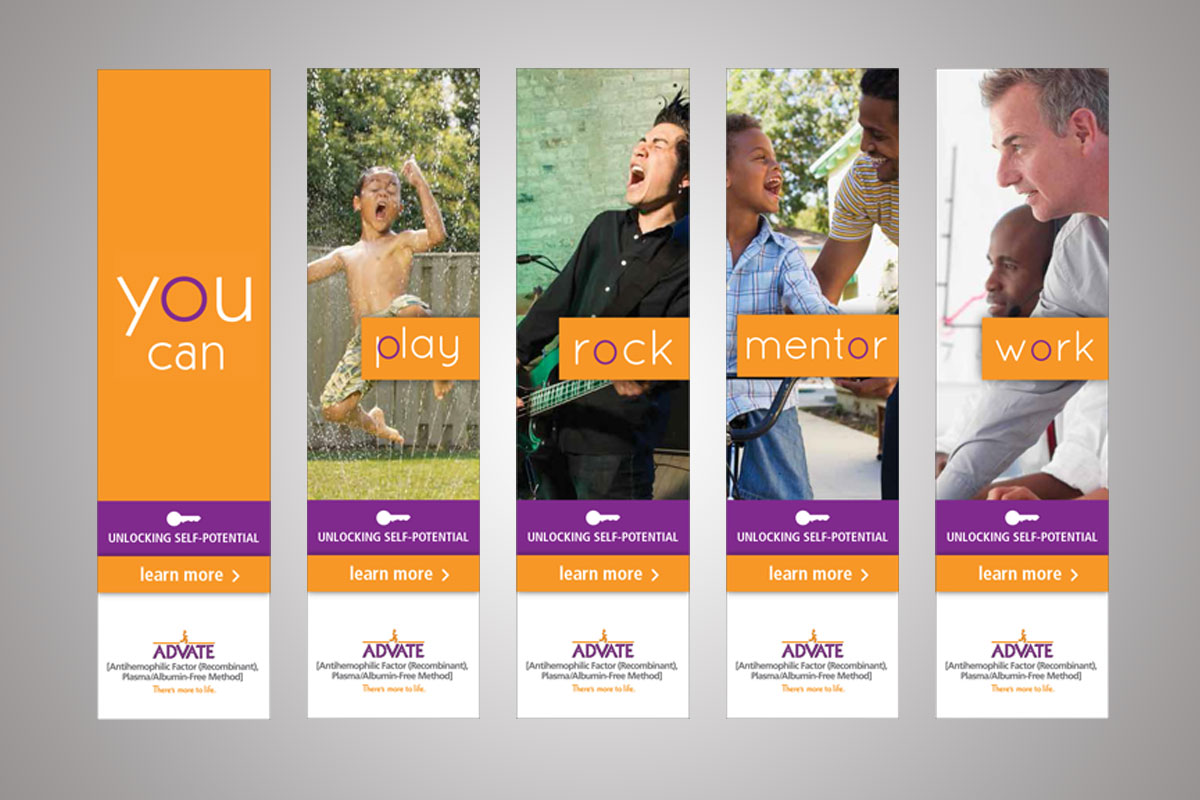 you
can
UNLOCKING SELF-POTENTIAL
learn more
ADVATE
[Antihemophilic Factor (Recombinant),
Plasma/Albumin-Free Method]
There's more to life.
play
UNLOCKING SELF-POTENTIAL
learn more
ADVATE
[Antihemophilic Factor (Recombinant),
Plasma/Albumin-Free Method]
There's more to life.
rock
UNLOCKING SELF-POTENTIAL
learn more
ADVATE
[Antihemophilic Factor (Recombinant),
Plasma/Albumin-Free Method]
There's more to life.
mentor
UNLOCKING SELF-POTENTIAL
learn more
ADVATE
[Antihemophilic Factor (Recombinant),
Plasma/Albumin-Free Method]
There's more to life.
work
UNLOCKING SELF-POTENTIAL
learn more
ADVATE
[Antihemophilic Factor (Recombinant),
Plasma/Albumin-Free Method]
There's more to life.